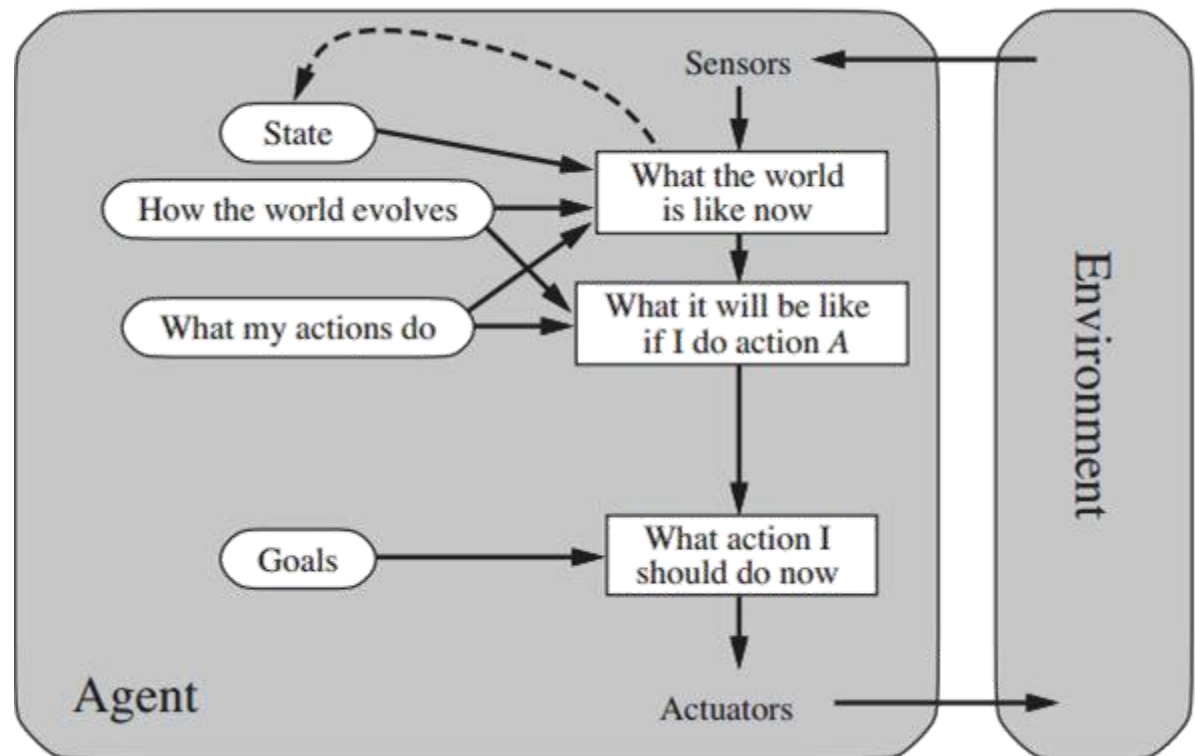 Sensors
State
What the world
is like now
How the world evolves
What it will be like
if I do action A
What my actions do
Environment
What action I
should do now
Goals
Agent
Actuators